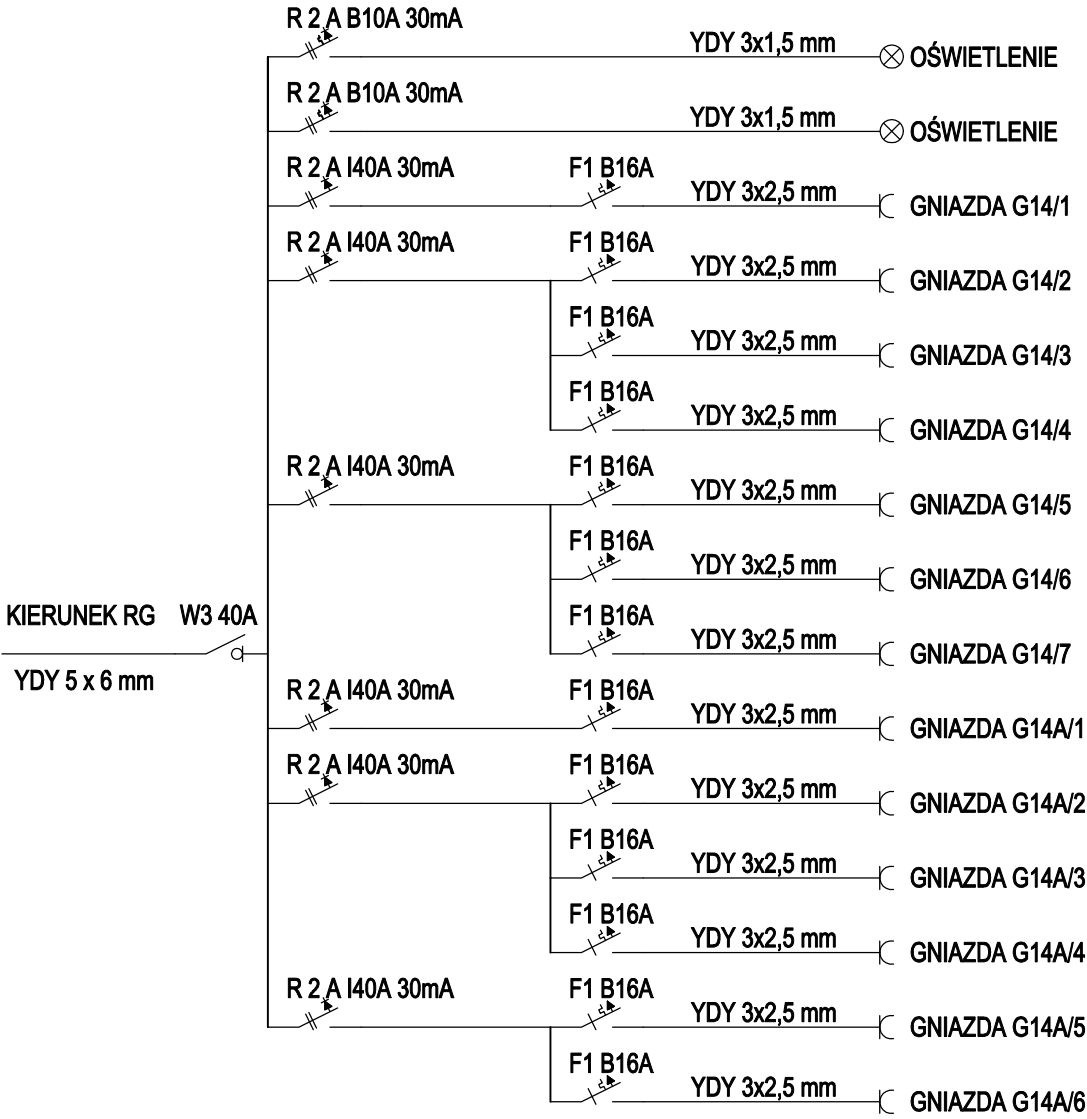 R 2 A B10A 30mA
YDY 3x1,5 mm
OŚWIETLENIE
R 2 A B10A 30mA
YDY 3x1,5 mm
OŚWIETLENIE
R 2 A I40A 30mA
F1 B16A
YDY 3x2,5 mm
GNIAZDA G14/1
R 2 A I40A 30mA
F1 B16A
YDY 3x2,5 mm
GNIAZDA G14/2
F1 B16A
YDY 3x2,5 mm
GNIAZDA G14/3
F1 B16A
YDY 3x2,5 mm
GNIAZDA G14/4
R 2 A I40A 30mA
F1 B16A
YDY 3x2,5 mm
GNIAZDA G14/5
F1 B16A
YDY 3x2,5 mm
GNIAZDA G14/6
KIERUNEK RG
W3 40A
YDY 5 x 6 mm
F1 B16A
YDY 3x2,5 mm
GNIAZDA G14/7
R 2 A I40A 30mA
F1 B16A
YDY 3x2,5 mm
GNIAZDA G14A/1
R 2 A I40A 30mA
F1 B16A
YDY 3x2,5 mm
GNIAZDA G14A/2
F1 B16A
YDY 3x2,5 mm
GNIAZDA G14A/3
F1 B16A
YDY 3x2,5 mm
GNIAZDA G14A/4
R 2 A I40A 30mA
F1 B16A
YDY 3x2,5 mm
GNIAZDA G14A/5
F1 B16A
YDY 3x2,5 mm
GNIAZDA G14A/6